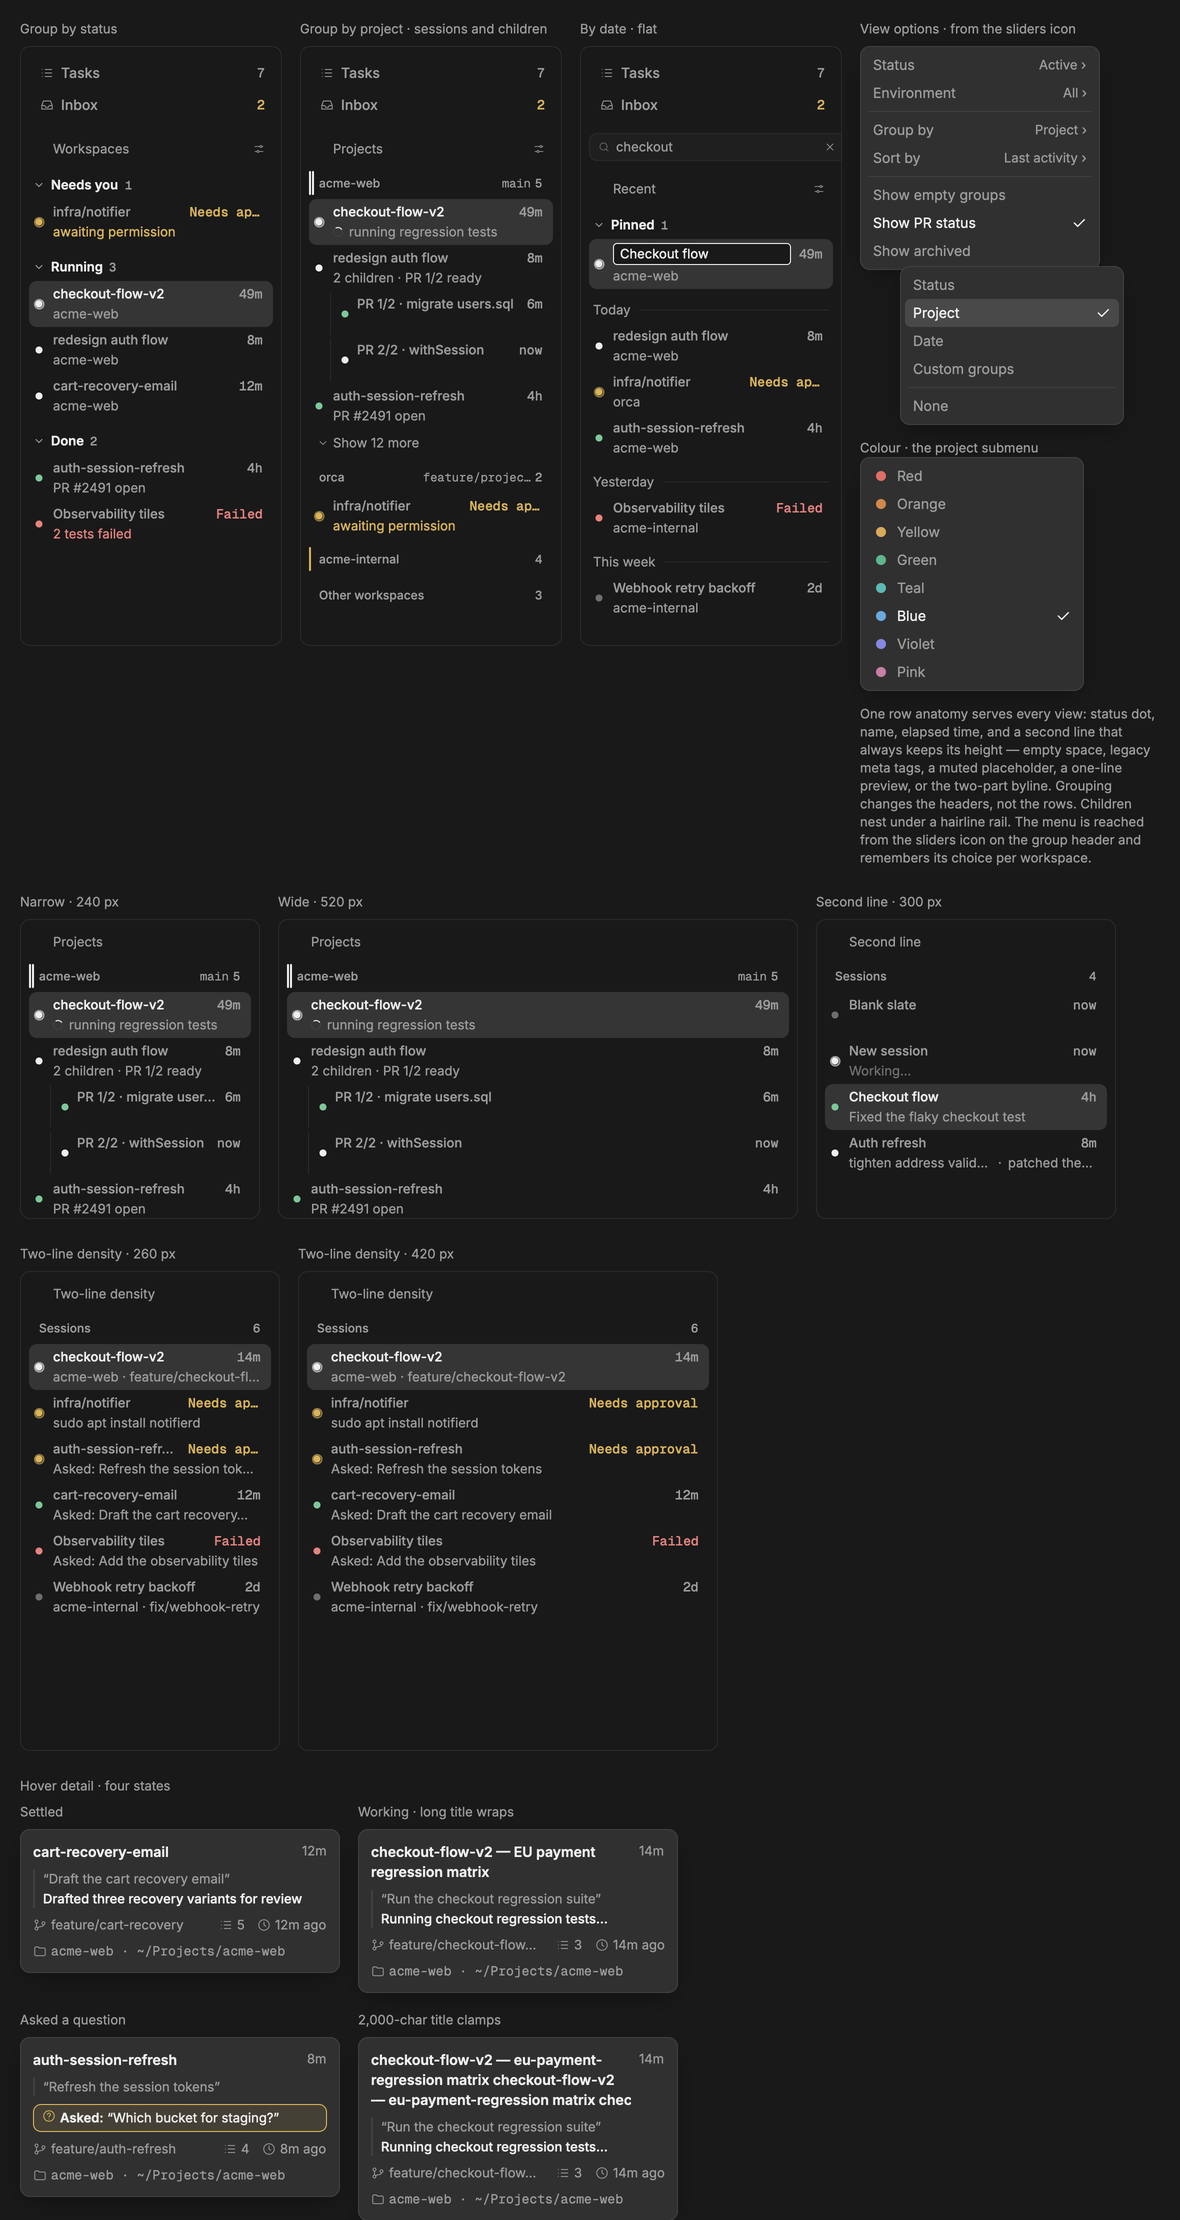 Group by status
Tasks 7
Inbox 2
Workspaces
Needs you 1
infra/notifier Needs ap…
awaiting permission
Running 3
checkout-flow-v2 49m
acme-web
redesign auth flow 8m
acme-web
cart-recovery-email 12m
acme-web
Done 2
auth-session-refresh 4h
PR #2491 open
Observability tiles Failed
2 tests failed
Group by project · sessions and children
Tasks 7
Inbox 2
Projects
acme-web main 5
checkout-flow-v2 49m
running regression tests
redesign auth flow 8m
2 children · PR 1/2 ready
PR 1/2 · migrate users.sql 6m
PR 2/2 · withSession now
auth-session-refresh 4h
PR #2491 open
Show 12 more
orca feature/projec… 2
infra/notifier Needs ap…
awaiting permission
acme-internal 4
Other workspaces 3
By date · flat
Tasks 7
Inbox 2
checkout
Recent
Pinned 1
Checkout flow 49m
acme-web
Today
redesign auth flow 8m
acme-web
infra/notifier Needs ap…
orca
auth-session-refresh 4h
acme-web
Yesterday
Observability tiles Failed
acme-internal
This week
Webhook retry backoff 2d
acme-internal
View options · from the sliders icon
Status Active ›
Environment All ›
Group by Project ›
Sort by Last activity ›
Show empty groups
Show PR status
Show archived
Status
Project
Date
Custom groups
None
Colour · the project submenu
Red
Orange
Yellow
Green
Teal
Blue
Violet
Pink
One row anatomy serves every view: status dot,
name, elapsed time, and a second line that
always keeps its height — empty space, legacy
meta tags, a muted placeholder, a one-line
preview, or the two-part byline. Grouping
changes the headers, not the rows. Children
nest under a hairline rail. The menu is reached
from the sliders icon on the group header and
remembers its choice per workspace.
Narrow · 240 px
Projects
acme-web main 5
checkout-flow-v2 49m
running regression tests
redesign auth flow 8m
2 children · PR 1/2 ready
PR 1/2 · migrate user… 6m
PR 2/2 · withSession now
auth-session-refresh 4h
PR #2491 open
Wide · 520 px
Projects
acme-web main 5
checkout-flow-v2 49m
running regression tests
redesign auth flow 8m
2 children · PR 1/2 ready
PR 1/2 · migrate users.sql 6m
PR 2/2 · withSession now
auth-session-refresh 4h
PR #2491 open
Second line · 300 px
Second line
Sessions 4
Blank slate now
New session now
Working…
Checkout flow 4h
Fixed the flaky checkout test
Auth refresh 8m
tighten address valid… · patched the…
Two-line density · 260 px
Two-line density
Sessions 6
checkout-flow-v2 14m
acme-web · feature/checkout-fl…
infra/notifier Needs ap…
sudo apt install notifierd
auth-session-refr… Needs ap…
Asked: Refresh the session tok…
cart-recovery-email 12m
Asked: Draft the cart recovery…
Observability tiles Failed
Asked: Add the observability tiles
Webhook retry backoff 2d
acme-internal · fix/webhook-retry
Two-line density · 420 px
Two-line density
Sessions 6
checkout-flow-v2 14m
acme-web · feature/checkout-flow-v2
infra/notifier Needs approval
sudo apt install notifierd
auth-session-refresh Needs approval
Asked: Refresh the session tokens
cart-recovery-email 12m
Asked: Draft the cart recovery email
Observability tiles Failed
Asked: Add the observability tiles
Webhook retry backoff 2d
acme-internal · fix/webhook-retry
Hover detail · four states
Settled
cart-recovery-email 12m
“Draft the cart recovery email”
Drafted three recovery variants for review
feature/cart-recovery 5 12m ago
acme-web · ~/Projects/acme-web
Working · long title wraps
checkout-flow-v2 — EU payment 14m
regression matrix
“Run the checkout regression suite”
Running checkout regression tests…
feature/checkout-flow… 3 14m ago
acme-web · ~/Projects/acme-web
Asked a question
auth-session-refresh 8m
“Refresh the session tokens”
Asked: “Which bucket for staging?”
feature/auth-refresh 4 8m ago
acme-web · ~/Projects/acme-web
2,000-char title clamps
checkout-flow-v2 — eu-payment- 14m
regression matrix checkout-flow-v2
— eu-payment-regression matrix chec
“Run the checkout regression suite”
Running checkout regression tests…
feature/checkout-flow… 3 14m ago
acme-web · ~/Projects/acme-web